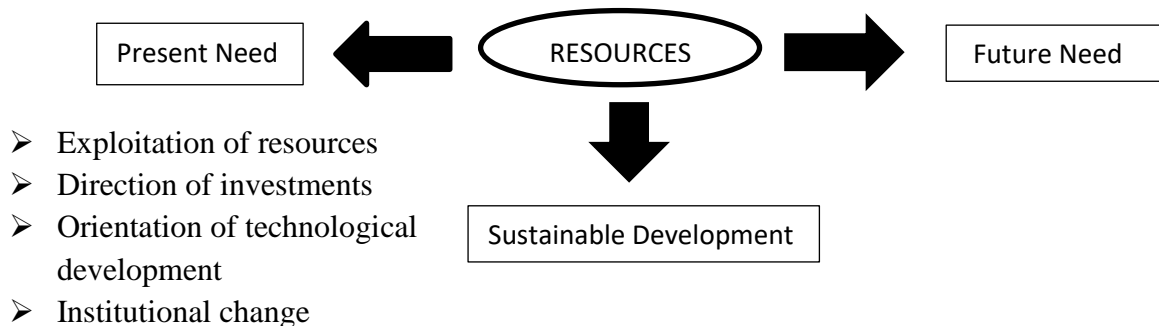 Present Need
RESOURCES
Future Need
➢ Exploitation of resources
➢ Direction of investments
➢ Orientation of technological
development
➢ Institutional change
Sustainable Development